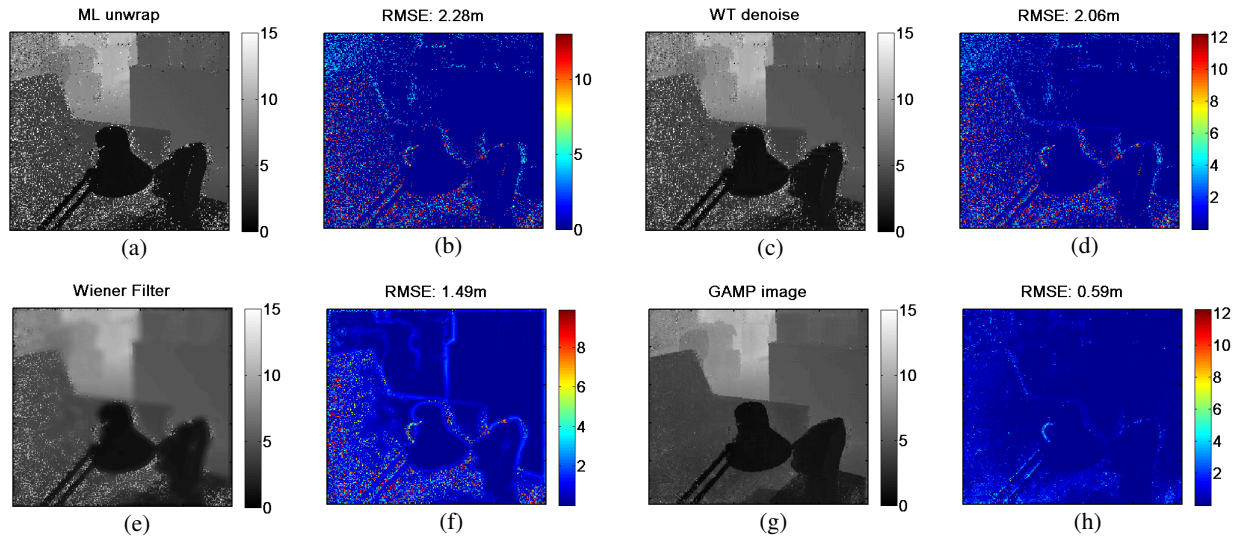 ML unwrap
RMSE: 2.28m
WT denoise
RMSE: 2.06m
15
10
5
0
10
5
0
15
10
5
0
12
10
8
6
4
2
(a)
(b)
(c)
(d)
Wiener Filter
RMSE: 1.49m
GAMP image
RMSE: 0.59m
15
10
5
0
8
6
4
2
15
10
5
0
12
10
8
6
4
2
(e)
(f)
(g)
(h)